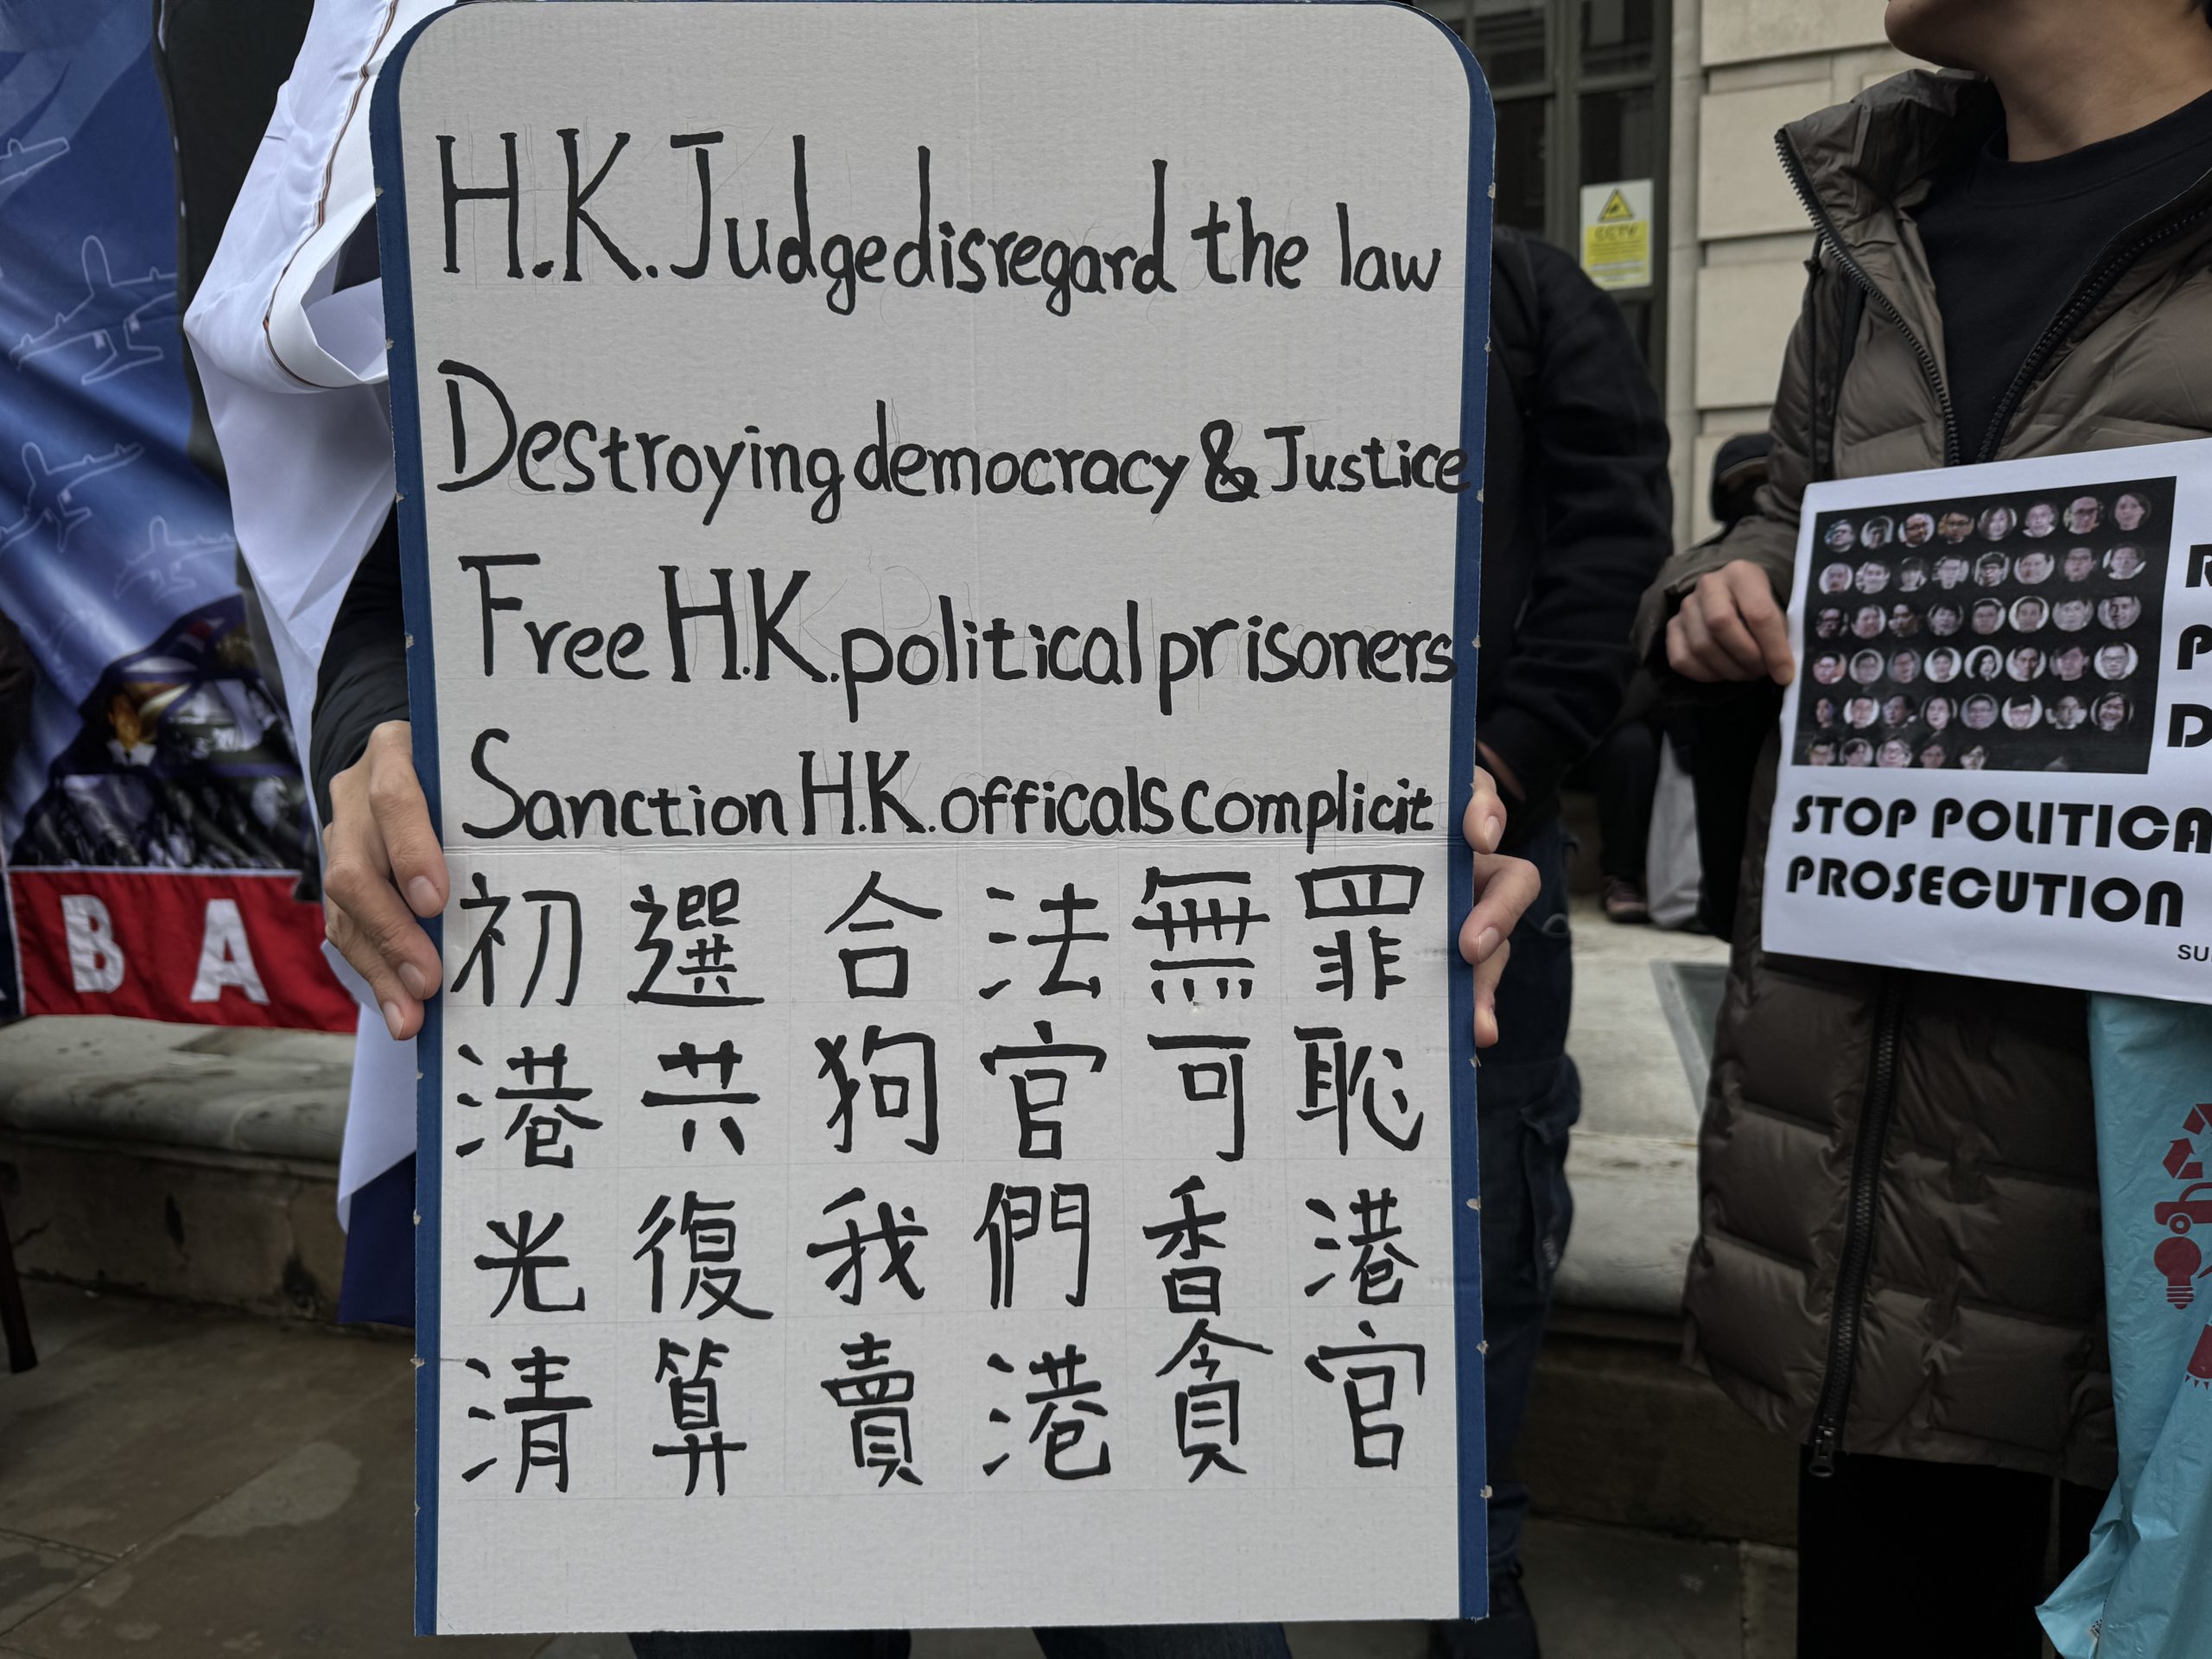 H.K. Judge disregard the law
Destroying democracy & Justice
Free H.K. political prisoners
Sanction H.K. officals complicit
初選合法無罪
港共狗官可恥
光復我們香港
清算賣港貪官
B A
CCTV
STOP POLITICA
PROSECUTION
R
P
D
SU